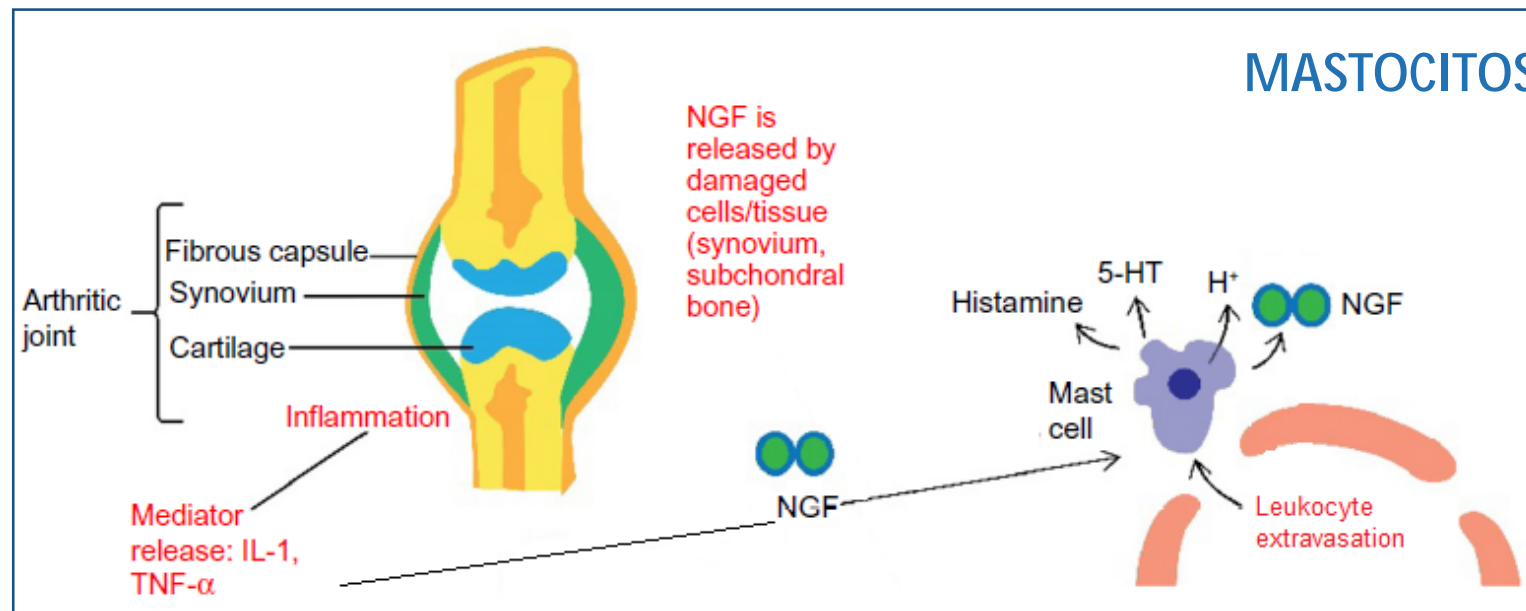 MASTOCITOS
NGF is
released by
damaged
cells/tissue
(synovium,
subchondral
bone)
Arthritic
joint
Fibrous capsule
Synovium
Cartilage
Inflammation
Mediator
release: IL-1,
TNF-α
NGF
Histamine
5-HT
H⁺
NGF
Mast
cell
Leukocyte
extravasation